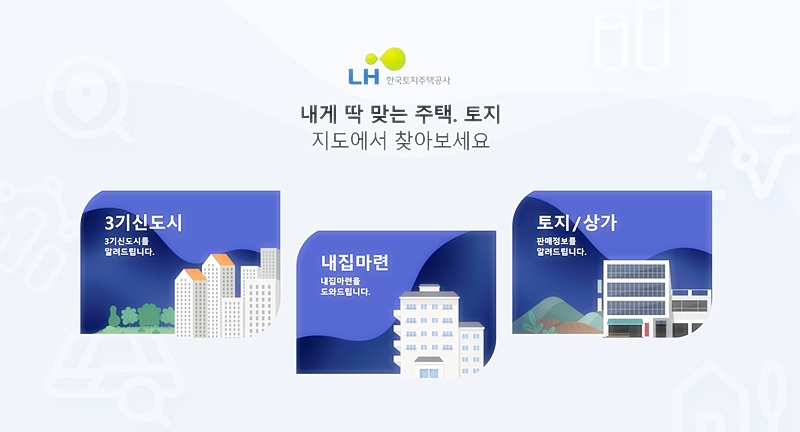 LH 한국토지주택공사
내게 딱 맞는 주택. 토지
지도에서 찾아보세요
3기신도시
3기신도시를
알려드립니다.
내집마련
내집마련을
도와드립니다.
토지/상가
판매정보를
알려드립니다.